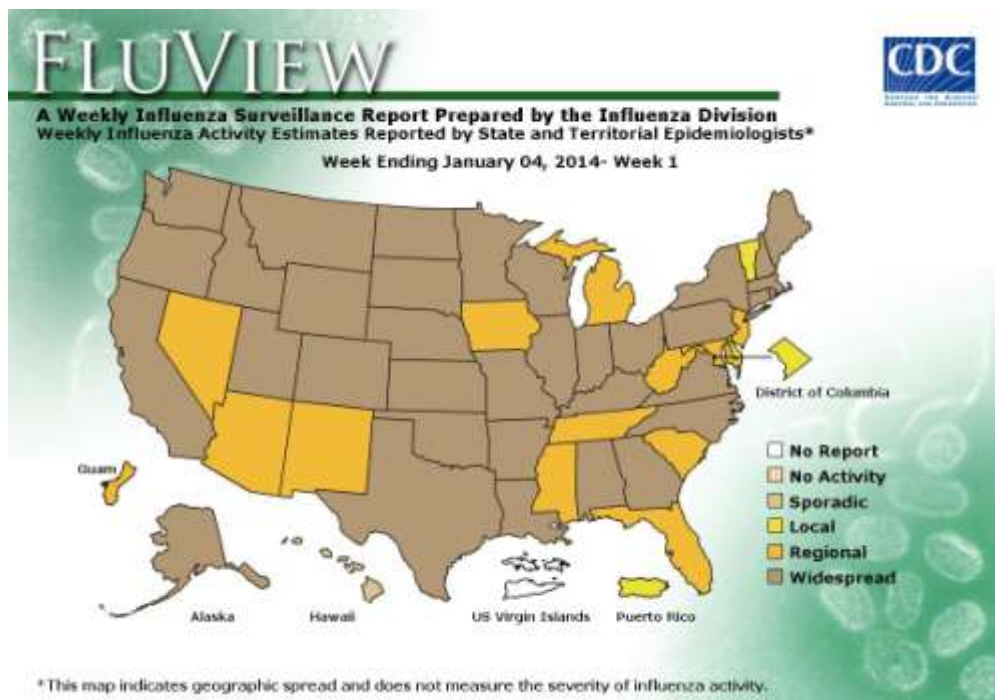 FLUVIEW
CDC
A Weekly Influenza Surveillance Report Prepared by the Influenza Division
Weekly Influenza Activity Estimates Reported by State and Territorial Epidemiologists*
Week Ending January 04, 2014- Week 1
District of Columbia
Guam
No Report
No Activity
Sporadic
Local
Regional
Widespread
Alaska
Hawaii
US Virgin Islands
Puerto Rico
*This map indicates geographic spread and does not measure the severity of influenza activity.